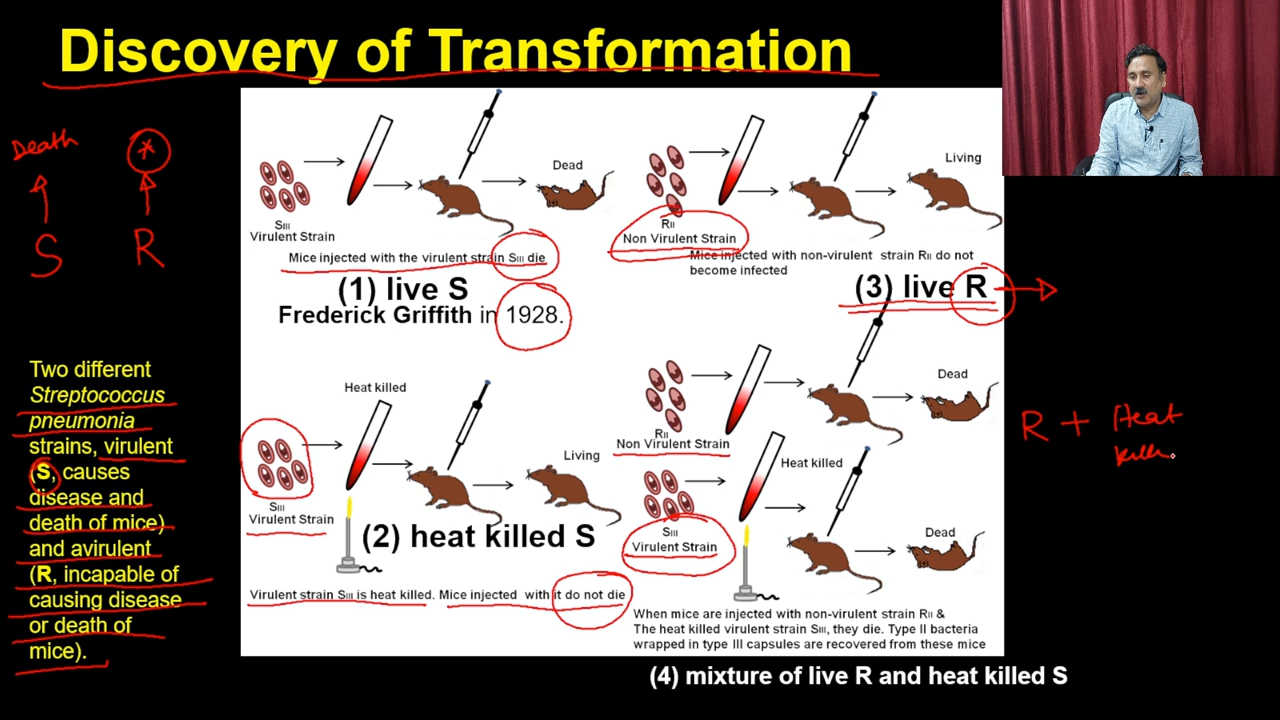 Discovery of Transformation
Death
*
S
R
SIII
Virulent Strain
Dead
Mice injected with the virulent strain SIII die
(1) live S
Frederick Griffith in 1928.
RII
Non Virulent Strain
Living
Mice injected with non-virulent strain RII do not
become infected
(3) live R
Two different
Streptococcus
pneumonia
strains, virulent
(S, causes
disease and
death of mice)
and avirulent
(R, incapable of
causing disease
or death of
mice).
Heat killed
SIII
Virulent Strain
Living
(2) heat killed S
Virulent strain SIII is heat killed. Mice injected with it do not die
RII
Non Virulent Strain
Dead
Heat killed
SIII
Virulent Strain
Dead
When mice are injected with non-virulent strain RII &
The heat killed virulent strain SIII, they die. Type II bacteria
wrapped in type III capsules are recovered from these mice
(4) mixture of live R and heat killed S
R + Heat